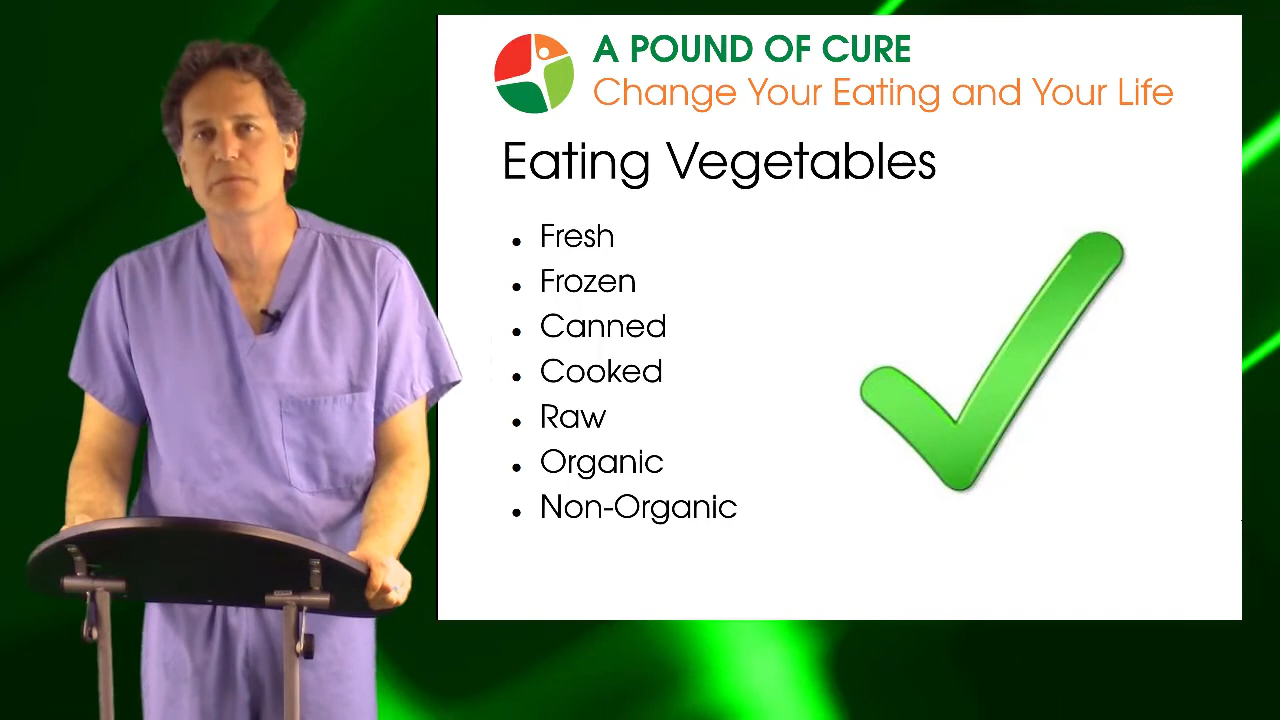 A POUND OF CURE
Change Your Eating and Your Life
Eating Vegetables
• Fresh
• Frozen
• Canned
• Cooked
• Raw
• Organic
• Non-Organic